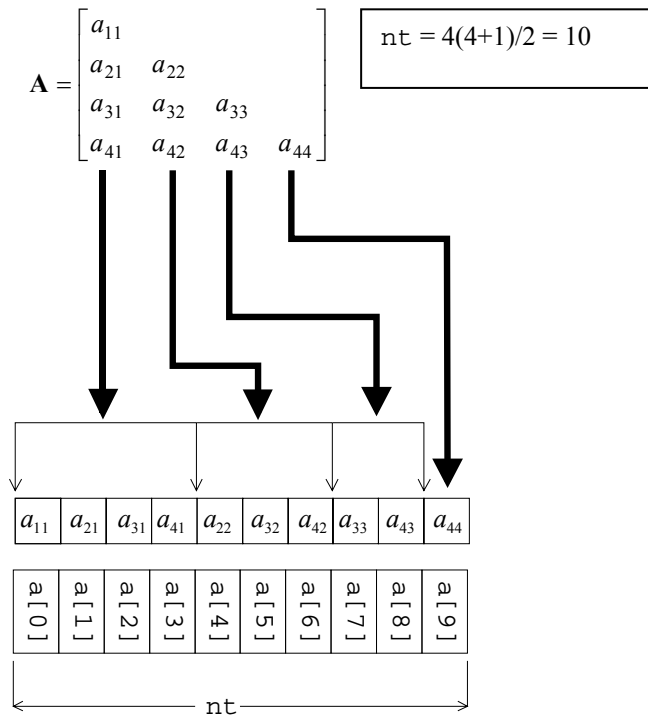 nt = 4(4+1)/2 = 10
a₁₁
a₂₁ a₂₂
A =
a₃₁ a₃₂ a₃₃
a₄₁ a₄₂ a₄₃ a₄₄
a₁₁ a₂₁ a₃₁ a₄₁ a₂₂ a₃₂ a₄₂ a₃₃ a₄₃ a₄₄
a[0] a[1] a[2] a[3] a[4] a[5] a[6] a[7] a[8] a[9]
nt